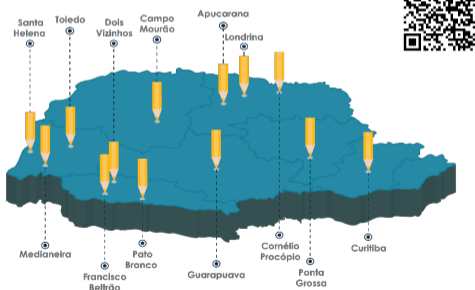 Santa
Helena
Toledo
Dois
Vizinhos
Campo
Mourão
Apucarana
Londrina
Medianeira
Francisco
Beltrão
Pato
Branco
Guarapuava
Cornélio
Procópio
Ponta
Grossa
Curitiba